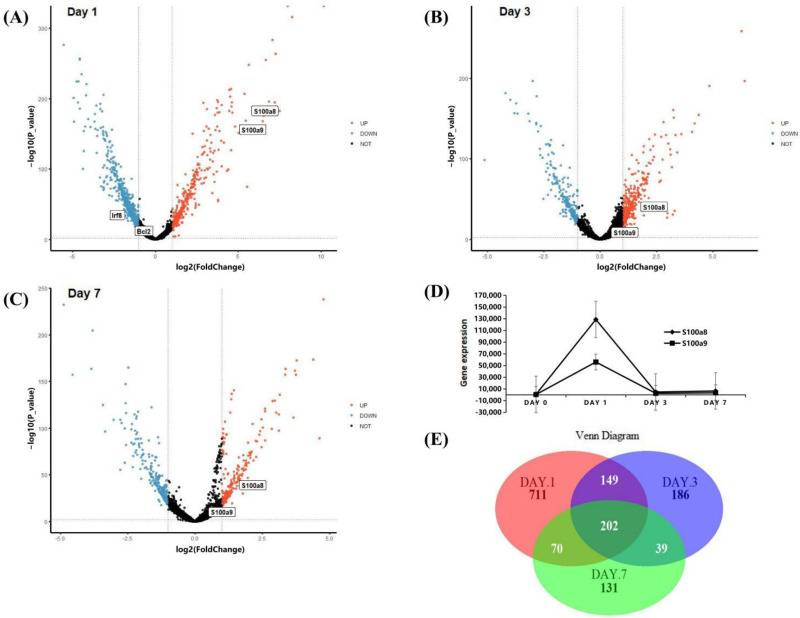 (A)
Day 1
300
200
100
0
-5
0
5
10
−log10(P_value)
log2(FoldChange)
S100a8
S100a9
Irf8
Bcl2
UP
DOWN
NOT
(B)
Day 3
200
100
0
-5.0
-2.5
0.0
2.5
5.0
−log10(P_value)
log2(FoldChange)
S100a8
S100a9
UP
DOWN
NOT
(C)
Day 7
250
200
150
100
50
0
-5.0
-2.5
0.0
2.5
5.0
−log10(P_value)
log2(FoldChange)
S100a8
S100a9
UP
DOWN
NOT
(D)
170,000
150,000
130,000
110,000
90,000
70,000
50,000
30,000
10,000
-10,000
-30,000
Gene expression
DAY 0
DAY 1
DAY 3
DAY 7
S100a8
S100a9
(E)
Venn Diagram
DAY.1
711
149
DAY.3
186
202
70
39
DAY.7
131